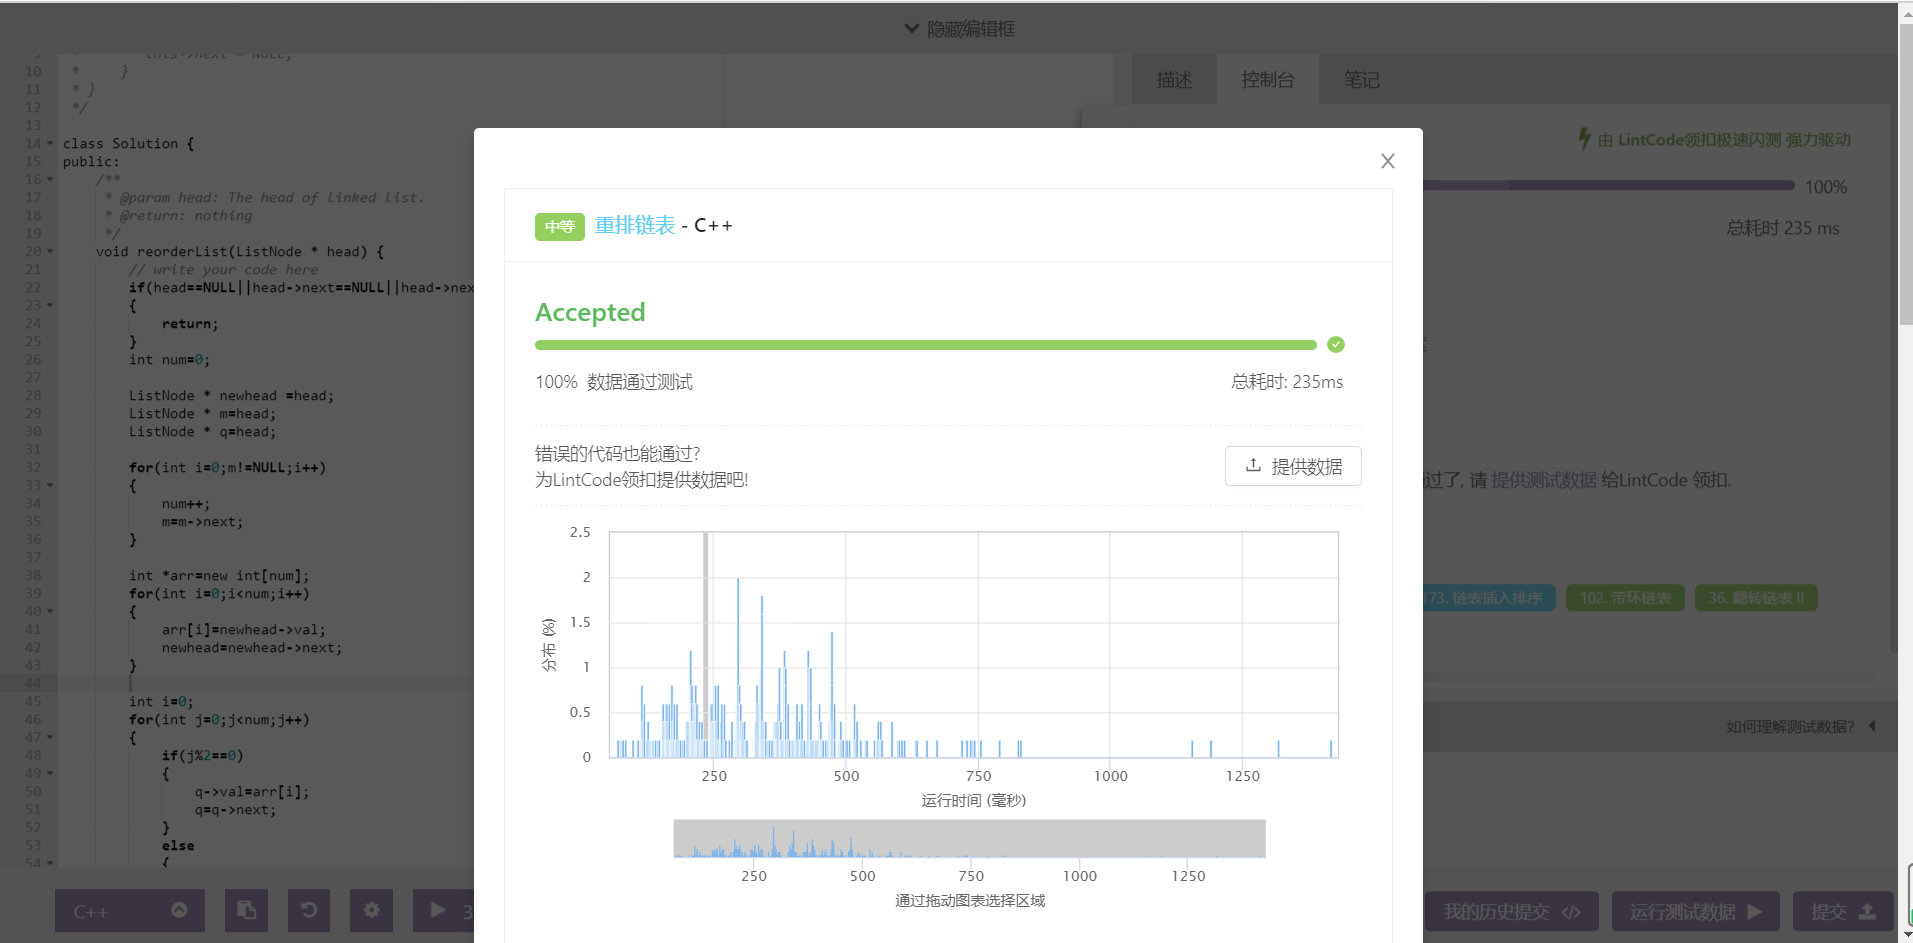 隐藏编辑框
9 this->next = NULL;
10 * }
11 * }
12 */
13
14 class Solution {
15 public:
16 /**
17 * @param head: The head of linked list.
18 * @return: nothing
19 */
20 void reorderList(ListNode * head) {
21 // write your code here
22 if(head==NULL||head->next==NULL||head->nex
23 {
24 return;
25 }
26 int num=0;
27
28 ListNode * newhead =head;
29 ListNode * m=head;
30 ListNode * q=head;
31
32 for(int i=0;m!=NULL;i++)
33 {
34 num++;
35 m=m->next;
36 }
37
38 int *arr=new int[num];
39 for(int i=0;i<num;i++)
40 {
41 arr[i]=newhead->val;
42 newhead=newhead->next;
43 }
44
45 int i=0;
46 for(int j=0;j<num;j++)
47 {
48 if(j%2==0)
49 {
50 q->val=arr[i];
51 q=q->next;
52 }
53 else
54 {
C++
3
描述 控制台 笔记
由 LintCode领扣极速闪测 强力驱动
100%
总耗时 235 ms
过了, 请 提供测试数据 给LintCode 领扣.
173. 链表插入排序 102. 带环链表 36. 翻转链表 II
如何理解测试数据?
我的历史提交 </> 运行测试数据 提交
X
中等 重排链表 - C++
Accepted
100% 数据通过测试 总耗时: 235ms
错误的代码也能通过?
为LintCode领扣提供数据吧!
提供数据
2.5
2
1.5
1
0.5
0
分布 (%)
250 500 750 1000 1250
运行时间 (毫秒)
250 500 750 1000 1250
通过拖动图表选择区域